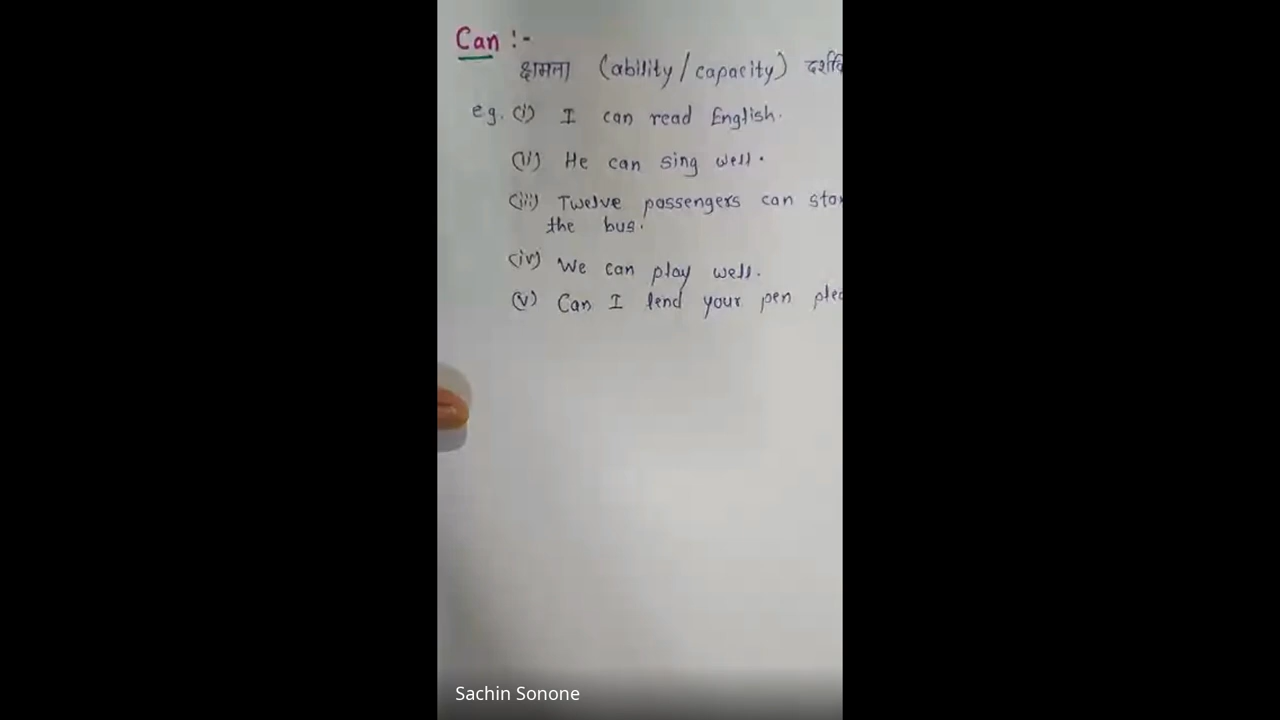 Can :-
क्षमता (ability/capacity)
e.g. (i) I can read English.
(ii) He can sing well.
(iii) Twelve passengers can
the bus.
(iv) We can play well.
(v) Can I lend your pen
Sachin Sonone